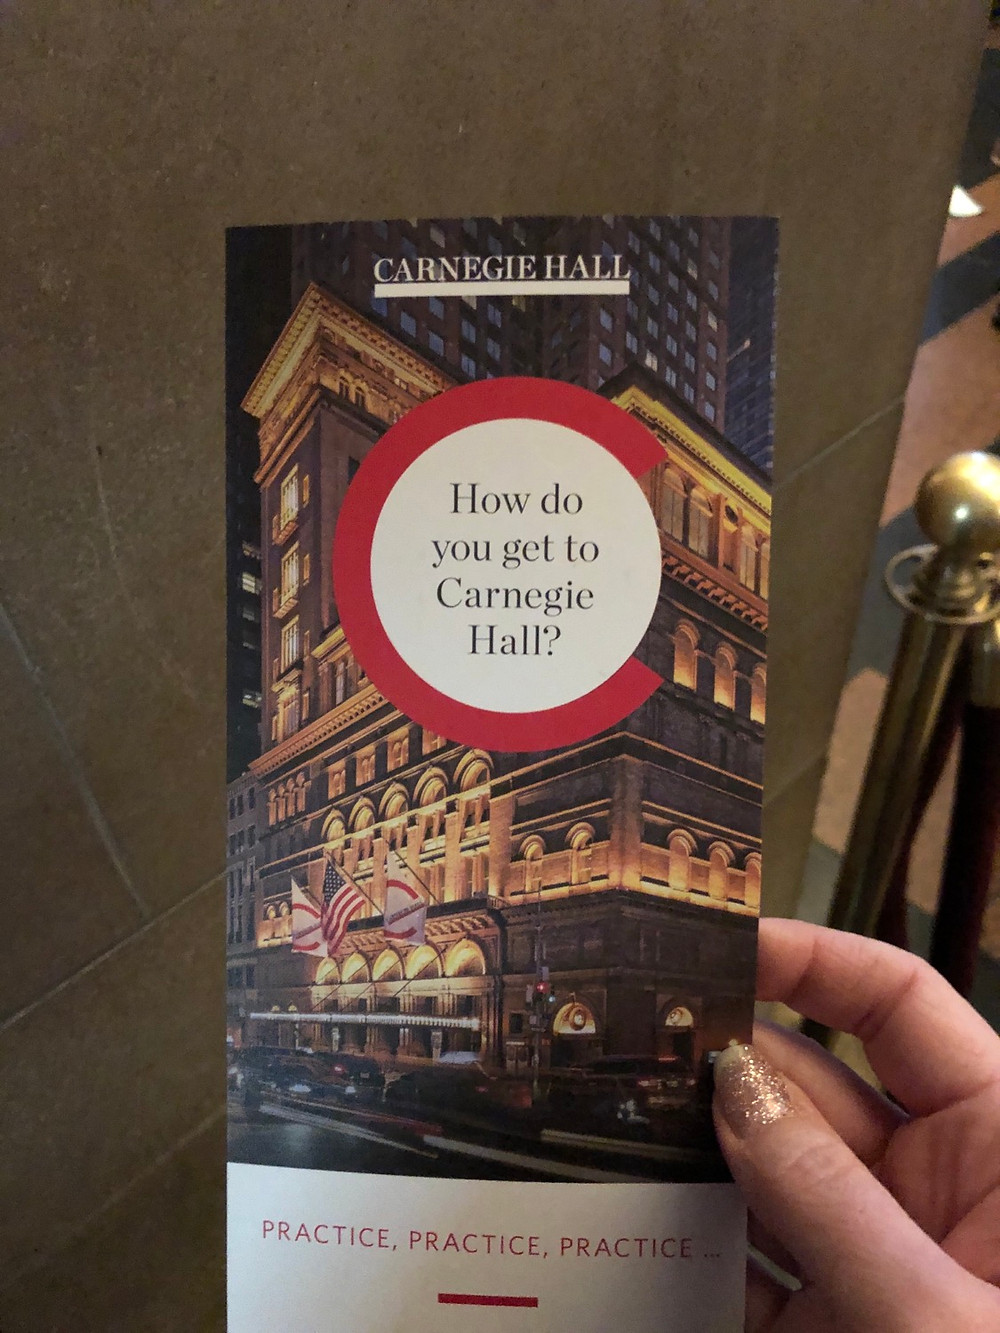 CARNEGIE HALL
How do
you get to
Carnegie
Hall?
PRACTICE, PRACTICE, PRACTICE ...